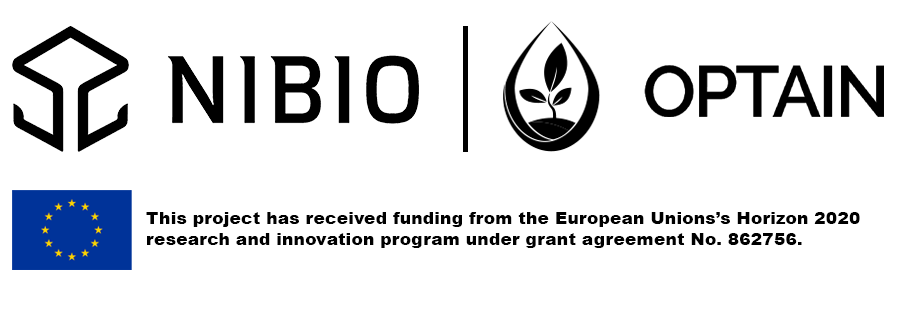 NIBIO
OPTAIN
This project has received funding from the European Unions’s Horizon 2020
research and innovation program under grant agreement No. 862756.